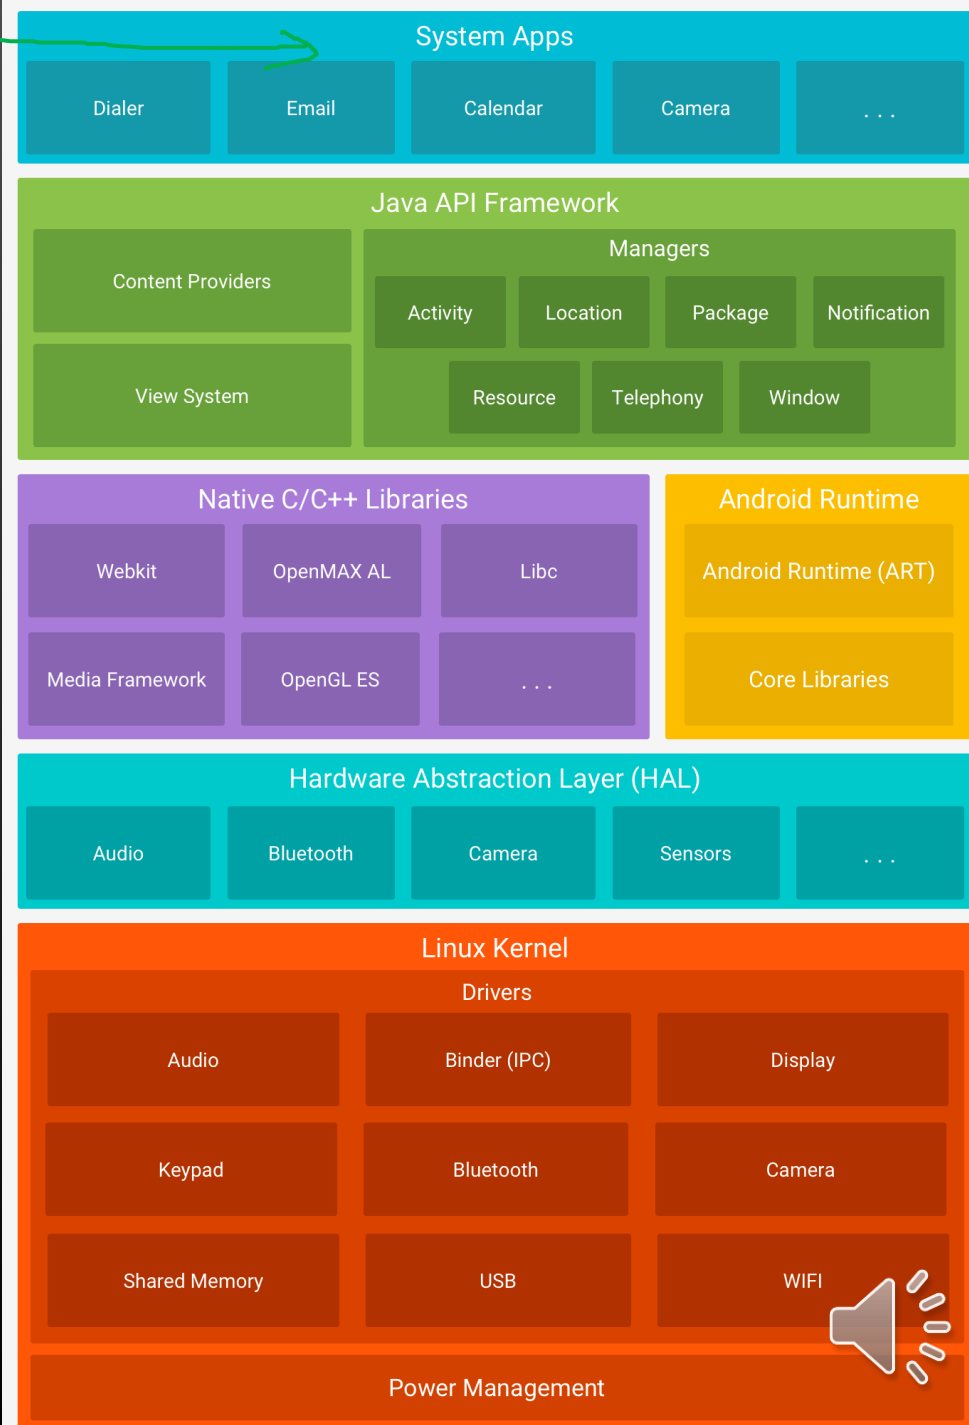 System Apps
Dialer Email Calendar Camera . . .
Java API Framework
Managers
Content Providers
Activity Location Package Notification
View System
Resource Telephony Window
Native C/C++ Libraries
Webkit OpenMAX AL Libc
Media Framework OpenGL ES . . .
Android Runtime
Android Runtime (ART)
Core Libraries
Hardware Abstraction Layer (HAL)
Audio Bluetooth Camera Sensors . . .
Linux Kernel
Drivers
Audio Binder (IPC) Display
Keypad Bluetooth Camera
Shared Memory USB WIFI
Power Management